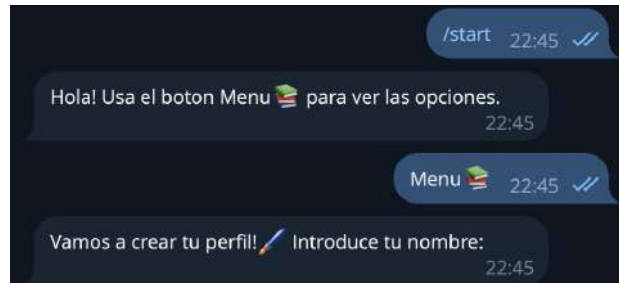 /start 22:45
Hola! Usa el boton Menu 📚 para ver las opciones.
22:45
Menu 📚 22:45
Vamos a crear tu perfil!🖌️ Introduce tu nombre:
22:45